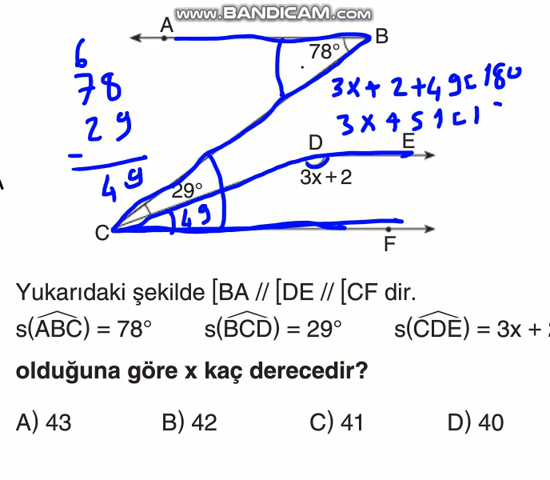 www.BANDICAM.com
A
B
78°
6
78
29
-
49
3x+2+49=180
3x+51=1
D
E
3x+2
29°
49
C
F
Yukarıdaki şekilde [BA // [DE // [CF dir.
s(ABC) = 78° s(BCD) = 29° s(CDE) = 3x +
olduğuna göre x kaç derecedir?
A) 43 B) 42 C) 41 D) 40